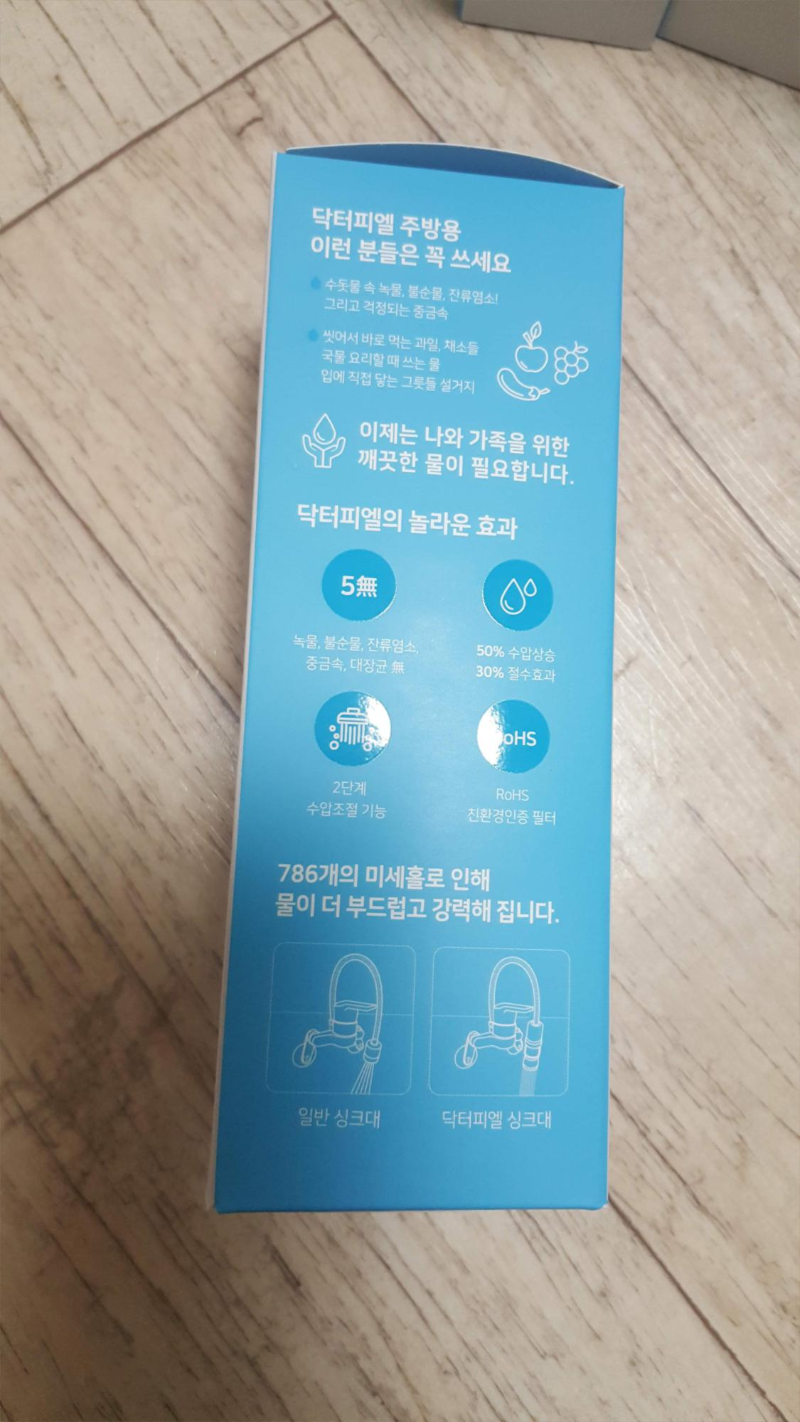 닥터피엘 주방용
이런 분들은 꼭 쓰세요
수돗물 속 녹물, 불순물, 잔류염소!
그리고 걱정되는 중금속
씻어서 바로 먹는 과일, 채소들
국물 요리할 때 쓰는 물
입에 직접 닿는 그릇들 설거지
이제는 나와 가족을 위한
깨끗한 물이 필요합니다.
닥터피엘의 놀라운 효과
5無
녹물, 불순물, 잔류염소,
중금속, 대장균 無
50% 수압상승
30% 절수효과
2단계
수압조절 기능
RoHS
RoHS
친환경인증 필터
786개의 미세홀로 인해
물이 더 부드럽고 강력해 집니다.
일반 싱크대
닥터피엘 싱크대